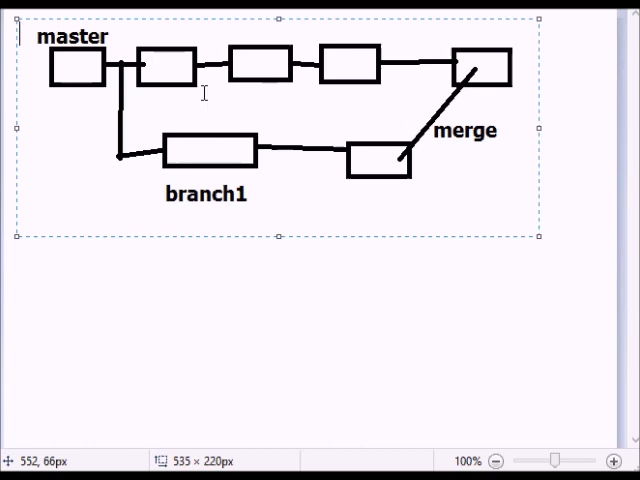 master
merge
branch1
552, 66px
535 × 220px
100%